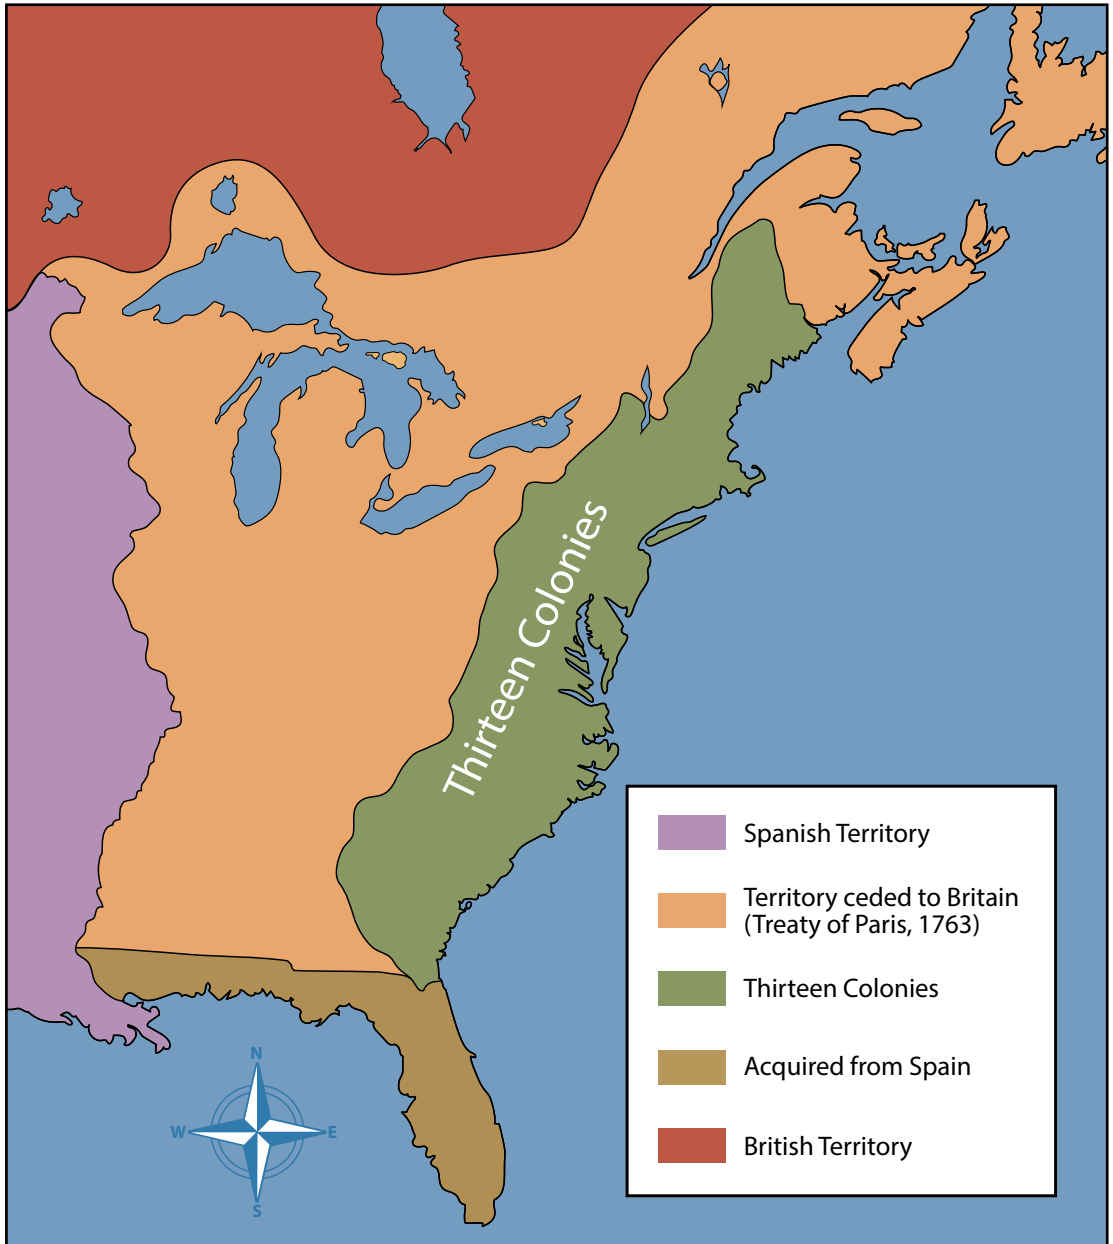 Thirteen Colonies
Spanish Territory
Territory ceded to Britain
(Treaty of Paris, 1763)
Thirteen Colonies
Acquired from Spain
British Territory
N
W
E
S